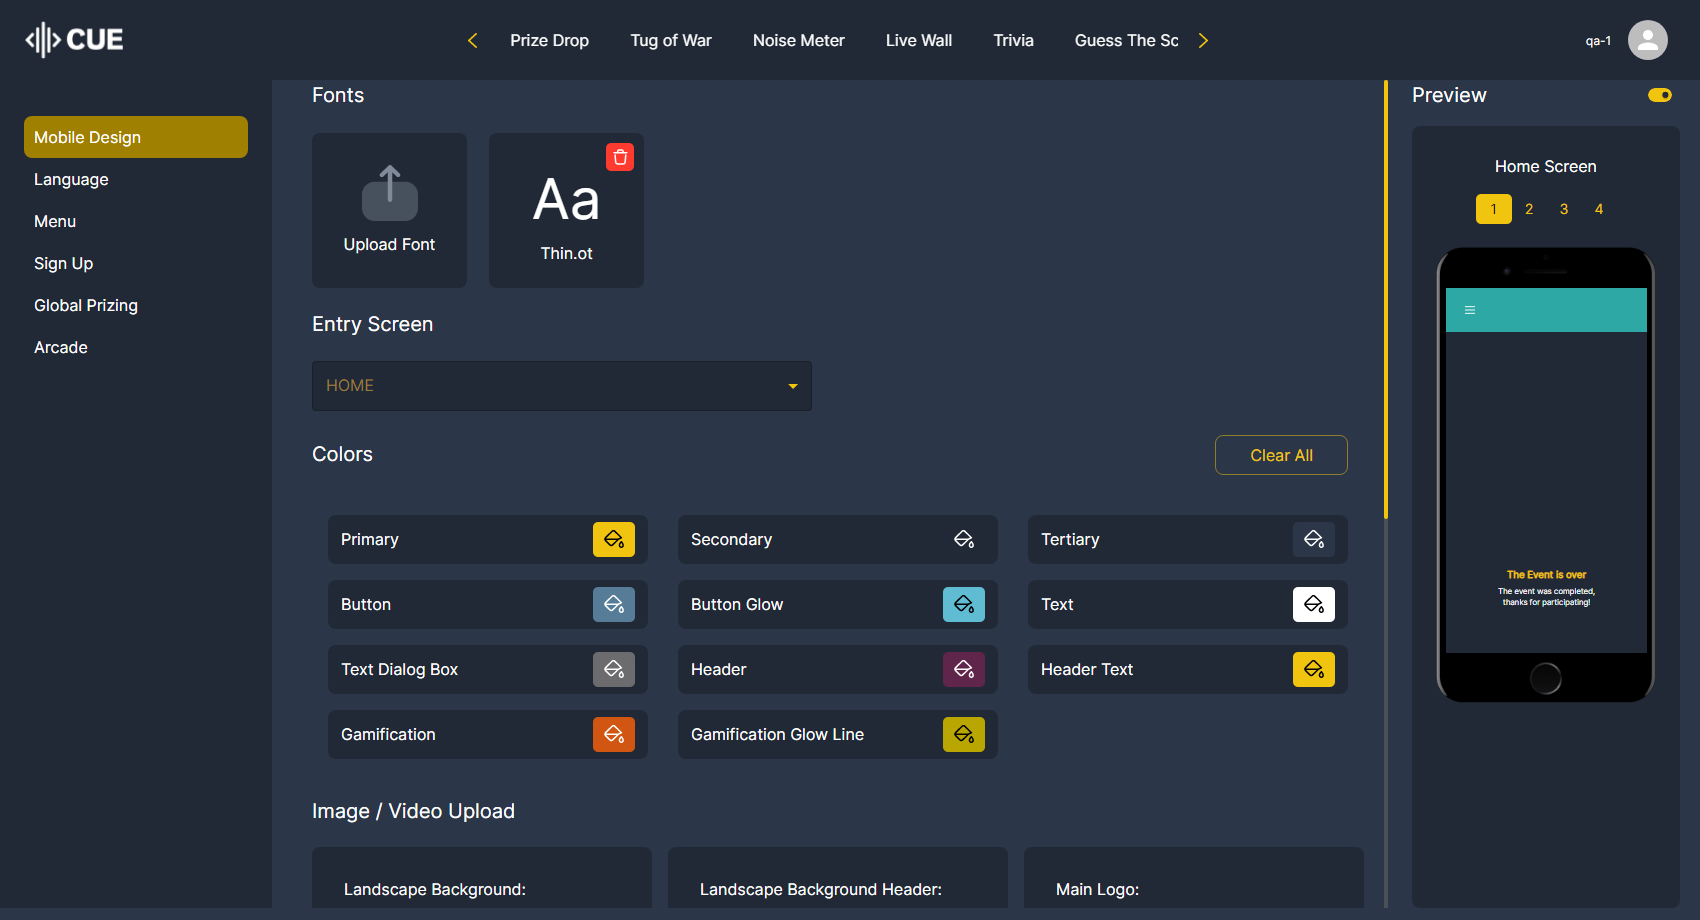 CUE
Prize Drop
Tug of War
Noise Meter
Live Wall
Trivia
Guess The Sc
qa-1
Mobile Design
Language
Menu
Sign Up
Global Prizing
Arcade
Fonts
Upload Font
Aa
Thin.ot
Entry Screen
HOME
Colors
Clear All
Primary
Secondary
Tertiary
Button
Button Glow
Text
Text Dialog Box
Header
Header Text
Gamification
Gamification Glow Line
Image / Video Upload
Landscape Background:
Landscape Background Header:
Main Logo:
Preview
Home Screen
1 2 3 4
The Event is over
The event was completed,
thanks for participating!